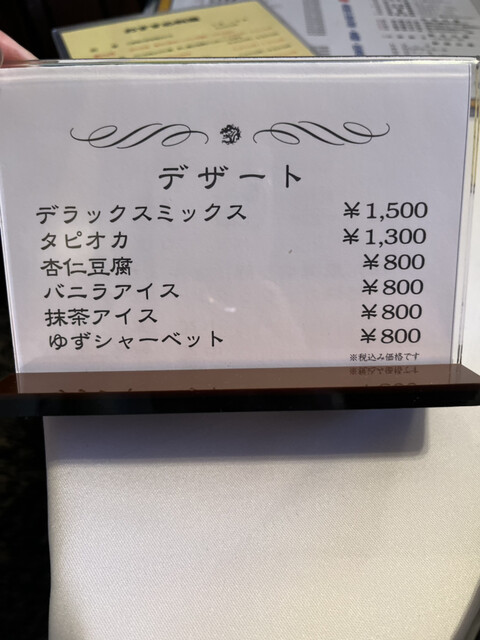 デザート
デラックスミックス ￥1,500
タピオカ ￥1,300
杏仁豆腐 ￥800
バニラアイス ￥800
抹茶アイス ￥800
ゆずシャーベット ￥800
※税込み価格です